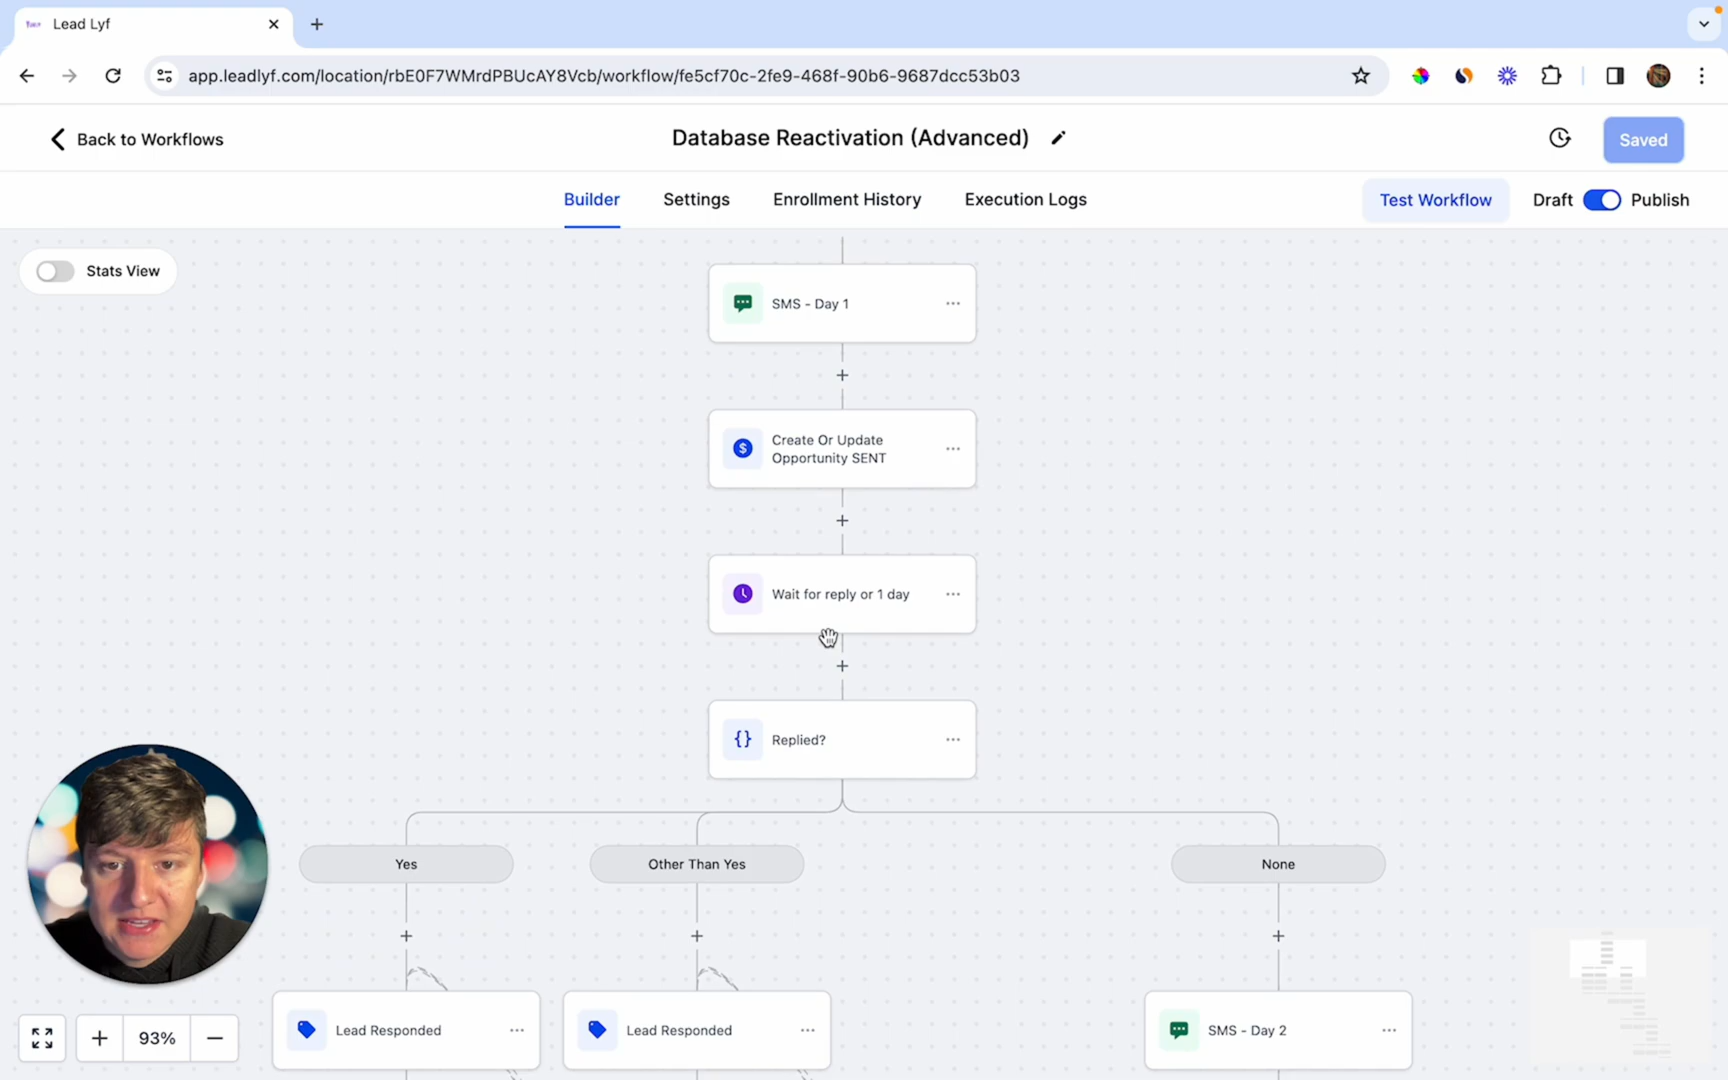 Lead Lyf
app.leadlyf.com/location/rbE0F7WMrdPBUcAY8Vcb/workflow/fe5cf70c-2fe9-468f-90b6-9687dcc53b03
Back to Workflows
Database Reactivation (Advanced)
Saved
Builder
Settings
Enrollment History
Execution Logs
Test Workflow
Draft
Publish
Stats View
SMS - Day 1
Create Or Update
Opportunity SENT
Wait for reply or 1 day
Replied?
Yes
Other Than Yes
None
Lead Responded
Lead Responded
SMS - Day 2
93%